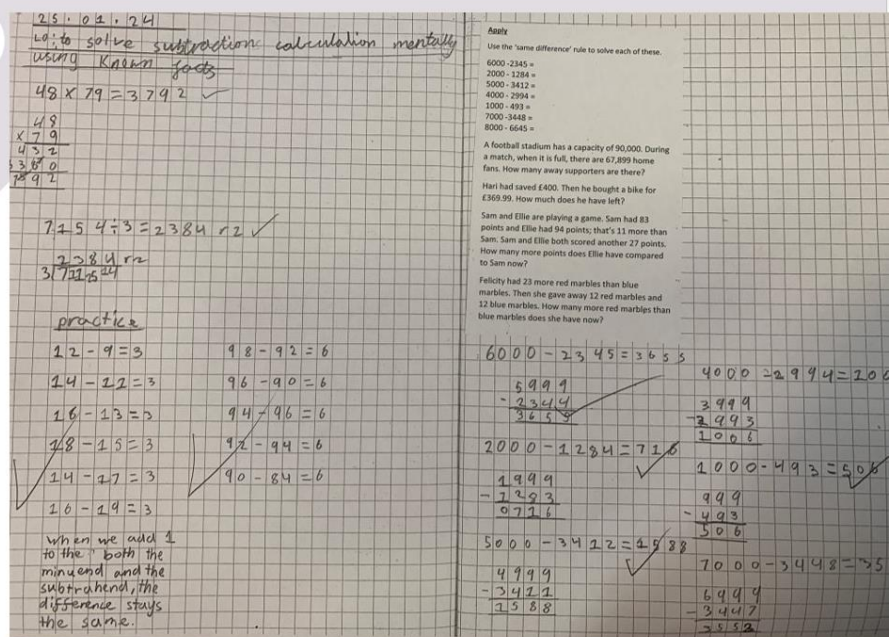 25.01.24
LO: to solve subtraction calculation mentally
using known facts
48 x 79 = 3792 ✓
48
x 79
432
3360
3792
7154 ÷ 3 = 2384 r2 ✓
2384 r2
practice
12 - 9 = 3
14 - 11 = 3
16 - 13 = 3
18 - 15 = 3
14 - 17 = 3
16 - 19 = 3
98 - 92 = 6
96 - 90 = 6
94 - 96 = 6
92 - 94 = 6
90 - 84 = 6
when we add 1
to the both the
minuend and the
subtrahend, the
difference stays
the same.
Apply
Use the 'same difference' rule to solve each of these.
6000 -2345 =
2000 - 1284 =
5000 - 3412 =
4000 - 2994 =
1000 - 493 =
7000 -3448 =
8000 - 6645 =
A football stadium has a capacity of 90,000. During
a match, when it is full, there are 67,899 home
fans. How many away supporters are there?
Hari had saved £400. Then he bought a bike for
£369.99. How much does he have left?
Sam and Ellie are playing a game. Sam had 83
points and Ellie had 94 points; that's 11 more than
Sam. Sam and Ellie both scored another 27 points.
How many more points does Ellie have compared
to Sam now?
Felicity had 23 more red marbles than blue
marbles. Then she gave away 12 red marbles and
12 blue marbles. How many more red marbles than
blue marbles does she have now?
6000 - 2345 = 3655
5999
- 2344
3655
2000 - 1284 = 716
1999
- 1283
0716
5000 - 3412 = 1588
4999
- 3411
1588
4000 - 2994 = 100
3999
- 2993
1006
1000 - 493 = 506
999
- 493
506
7000 - 3448 = 35
6999
- 3447
3552